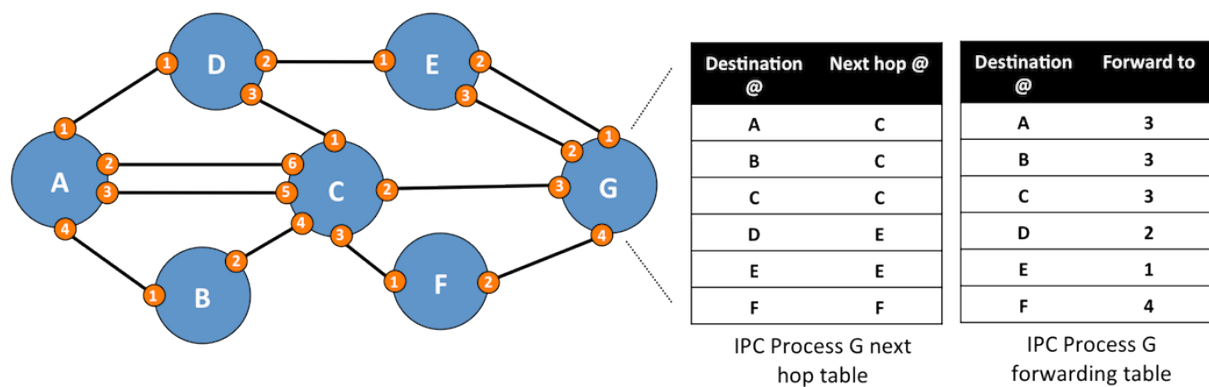 D
1
2
3
E
1
2
3
A
1
2
3
4
C
1
2
3
4
5
6
G
1
2
3
4
B
1
2
F
1
2
Destination Next hop @
@
A C
B C
C C
D E
E E
F F
IPC Process G next
hop table
Destination Forward to
@
A 3
B 3
C 3
D 2
E 1
F 4
IPC Process G
forwarding table